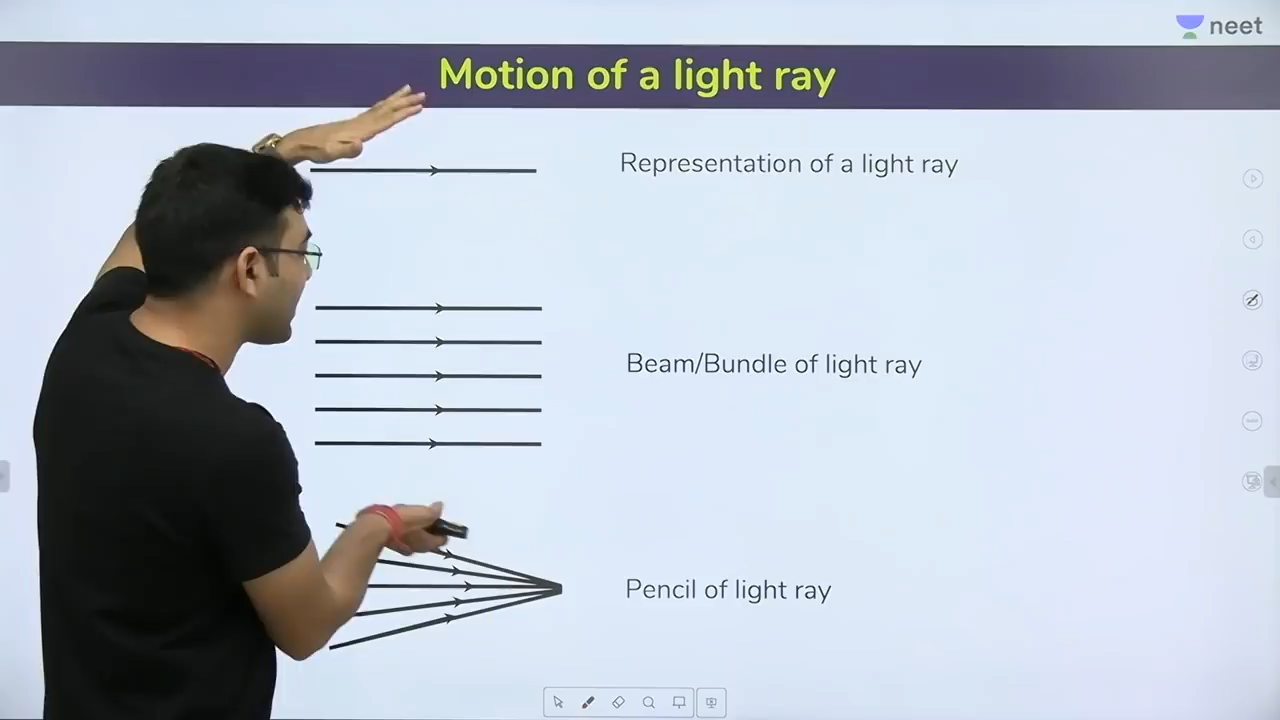 neet
Motion of a light ray
Representation of a light ray
Beam/Bundle of light ray
Pencil of light ray